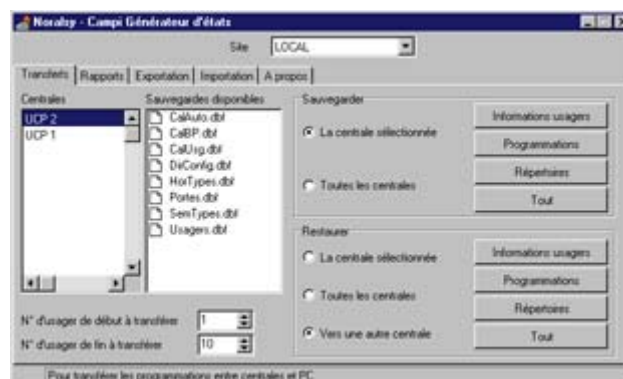 Noralsy - Campi Générateur d'états
Site LOCAL
Transferts Rapports Exportation Importation A propos
Centrales
UCP 2
UCP 1
Sauvegardes disponibles
CalAuto.dbf
CalBP.dbf
CalUsg.dbf
DirConfig.dbf
HorTypes.dbf
Portes.dbf
SemTypes.dbf
Usagers.dbf
N° d'usager de début à transférer 1
N° d'usager de fin à transférer 10
Sauvegarder
La centrale sélectionnée
Toutes les centrales
Informations usagers
Programmations
Répertoires
Tout
Restaurer
La centrale sélectionnée
Toutes les centrales
Vers une autre centrale
Informations usagers
Programmations
Répertoires
Tout
Pour transférer les programmations entre centrales et PC